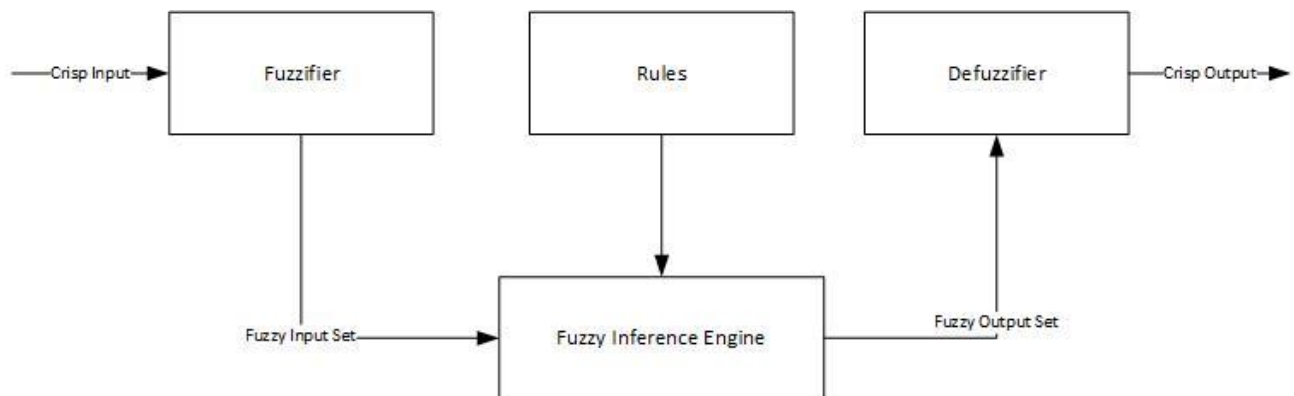 Crisp Input
Fuzzifier
Rules
Defuzzifier
Crisp Output
Fuzzy Input Set
Fuzzy Inference Engine
Fuzzy Output Set